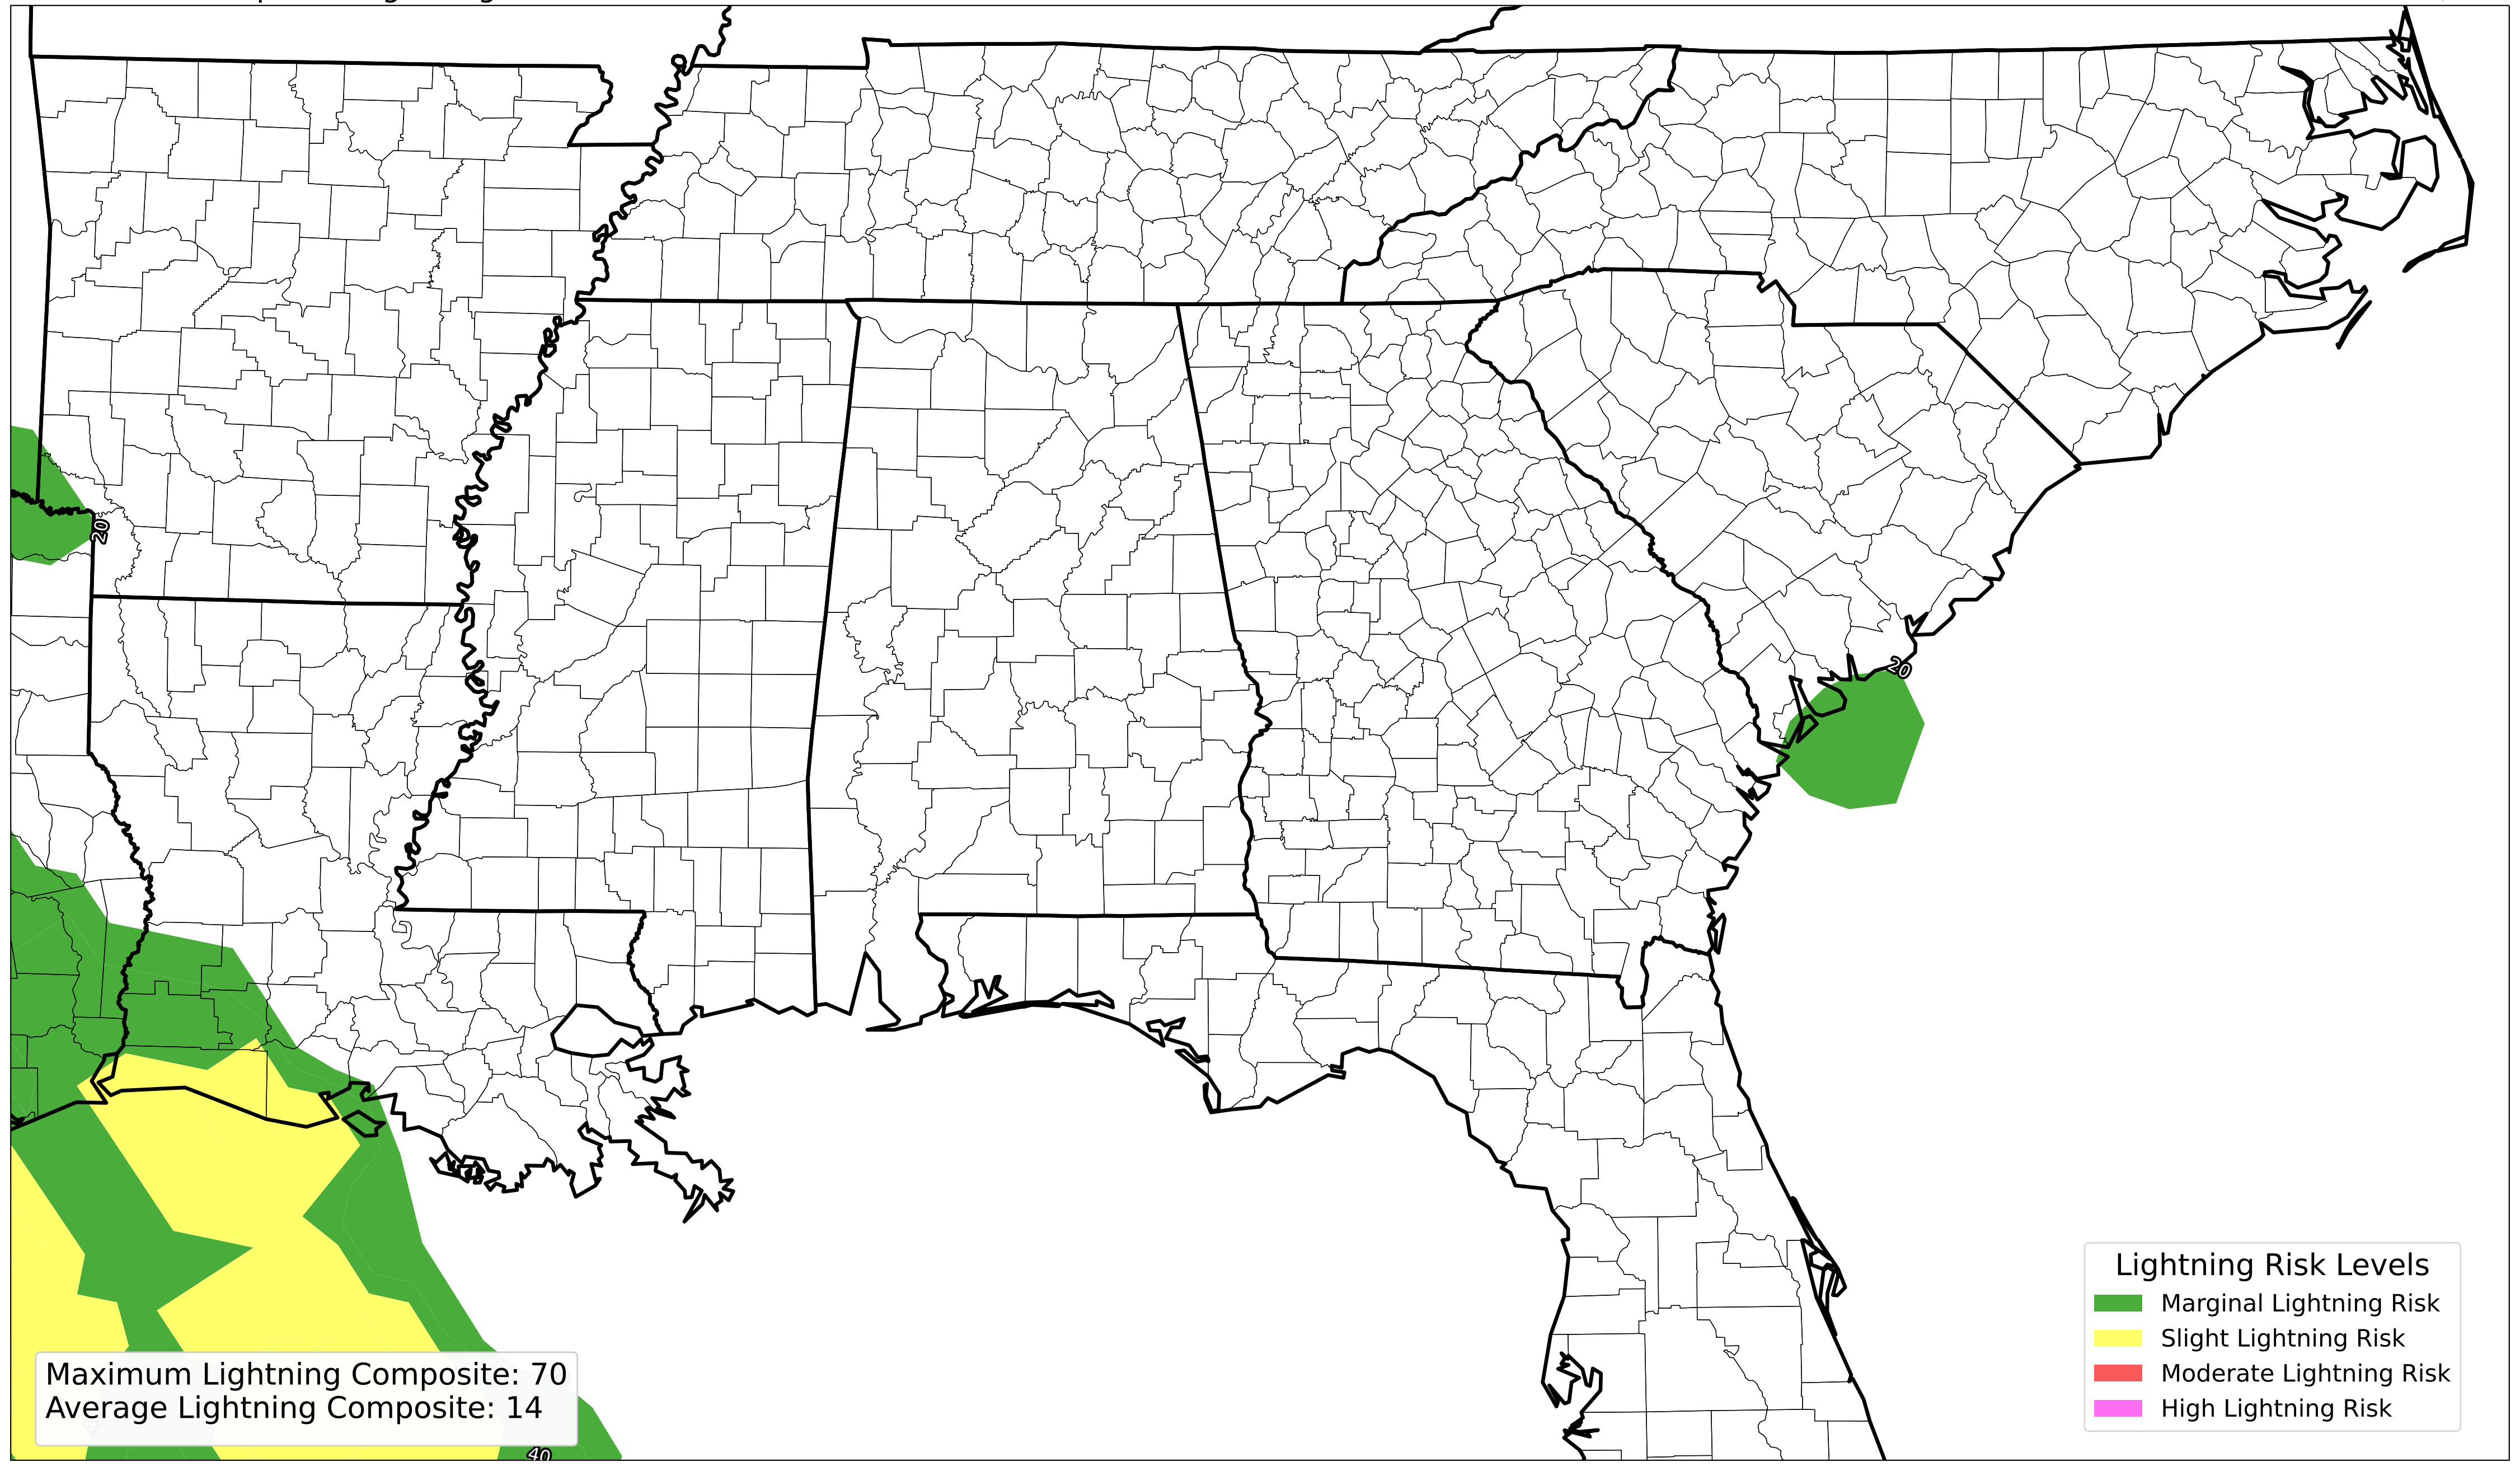 20
20
Lightning Risk Levels
Marginal Lightning Risk
Slight Lightning Risk
Moderate Lightning Risk
High Lightning Risk
Maximum Lightning Composite: 70
Average Lightning Composite: 14
40